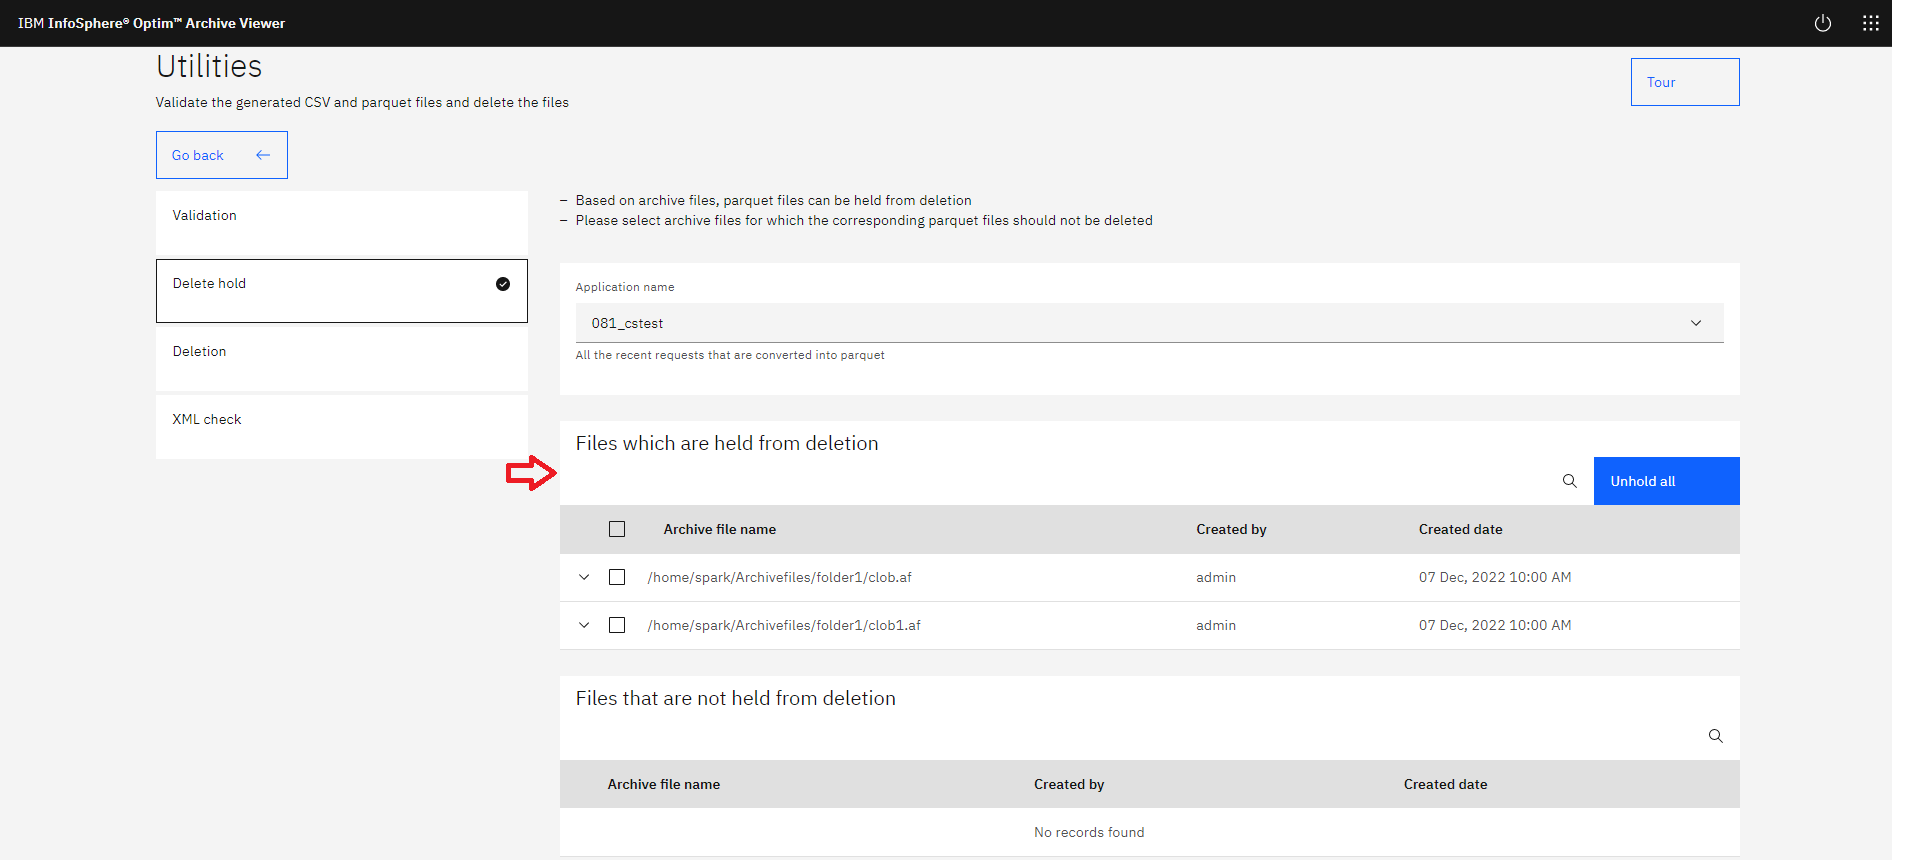 IBM InfoSphere® Optim™ Archive Viewer
Utilities
Tour
Validate the generated CSV and parquet files and delete the files
Go back
Validation
Delete hold
Deletion
XML check
– Based on archive files, parquet files can be held from deletion
– Please select archive files for which the corresponding parquet files should not be deleted
Application name
081_cstest
All the recent requests that are converted into parquet
Files which are held from deletion
Unhold all
Archive file name Created by Created date
/home/spark/Archivefiles/folder1/clob.af admin 07 Dec, 2022 10:00 AM
/home/spark/Archivefiles/folder1/clob1.af admin 07 Dec, 2022 10:00 AM
Files that are not held from deletion
Archive file name Created by Created date
No records found